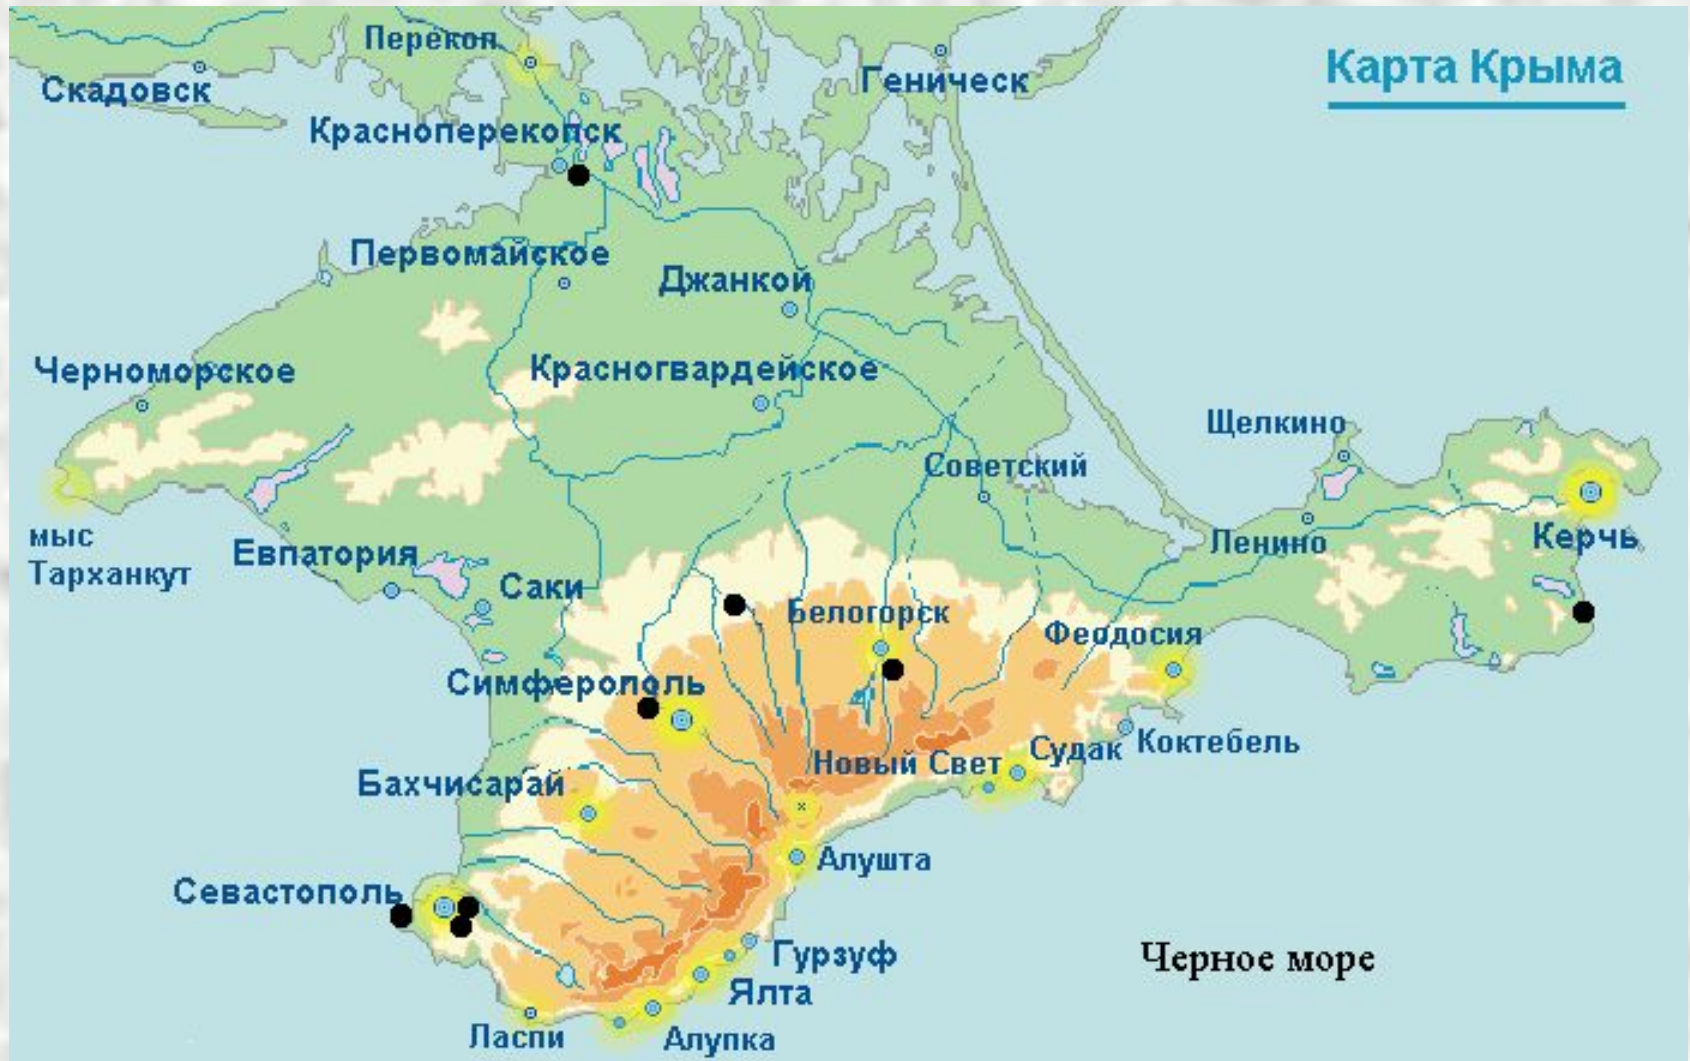 Перекоп
Карта Крыма
Скадовск
Геническ
Красноперекопск
Первомайское
Джанкой
Черноморское
Красногвардейское
Щелкино
Советский
мыс
Тарханкут
Евпатория
Ленино
Керчь
Саки
Белогорск
Феодосия
Симферополь
Новый Свет
Судак
Коктебель
Бахчисарай
Алушта
Севастополь
Гурзуф
Черное море
Ялта
Ласпи
Алупка